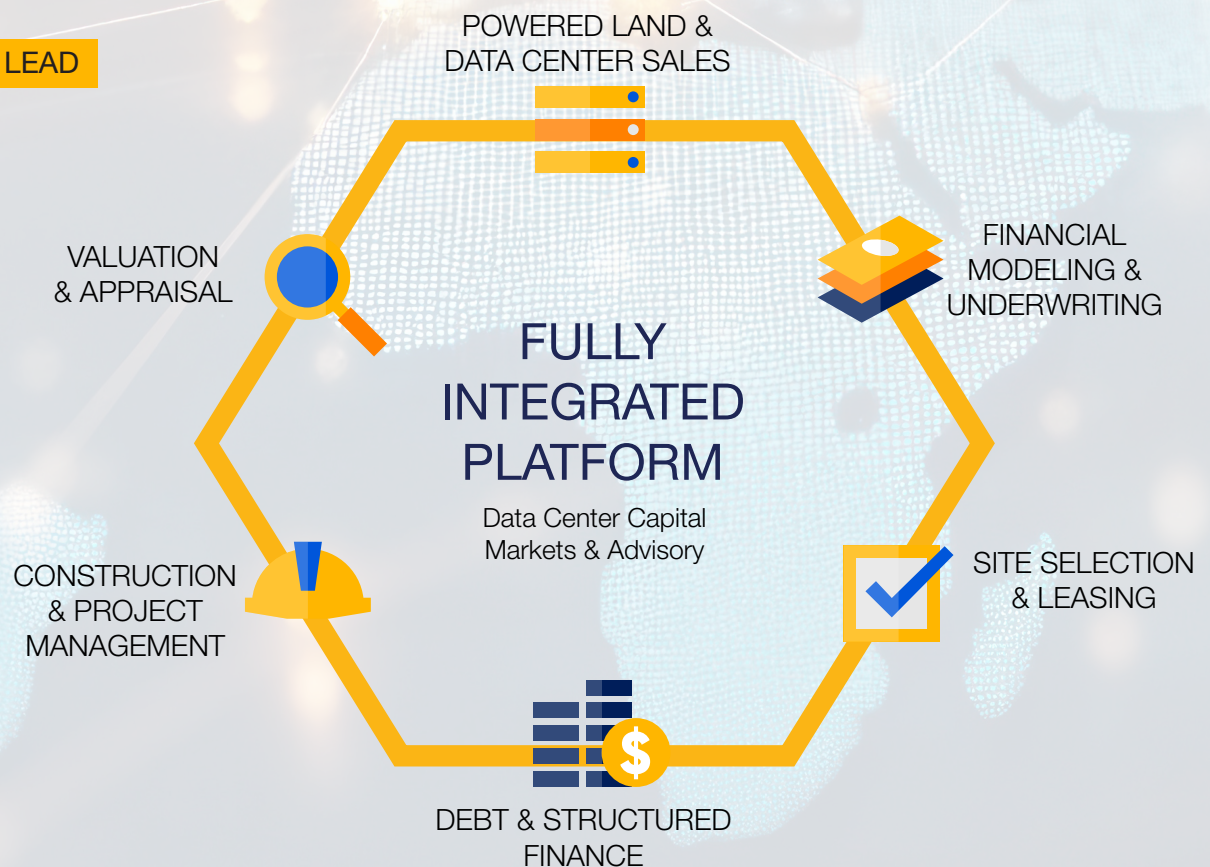 LEAD
POWERED LAND &
DATA CENTER SALES
FINANCIAL
MODELING &
UNDERWRITING
SITE SELECTION
& LEASING
DEBT & STRUCTURED
FINANCE
CONSTRUCTION
& PROJECT
MANAGEMENT
VALUATION
& APPRAISAL
FULLY
INTEGRATED
PLATFORM
Data Center Capital
Markets & Advisory
$